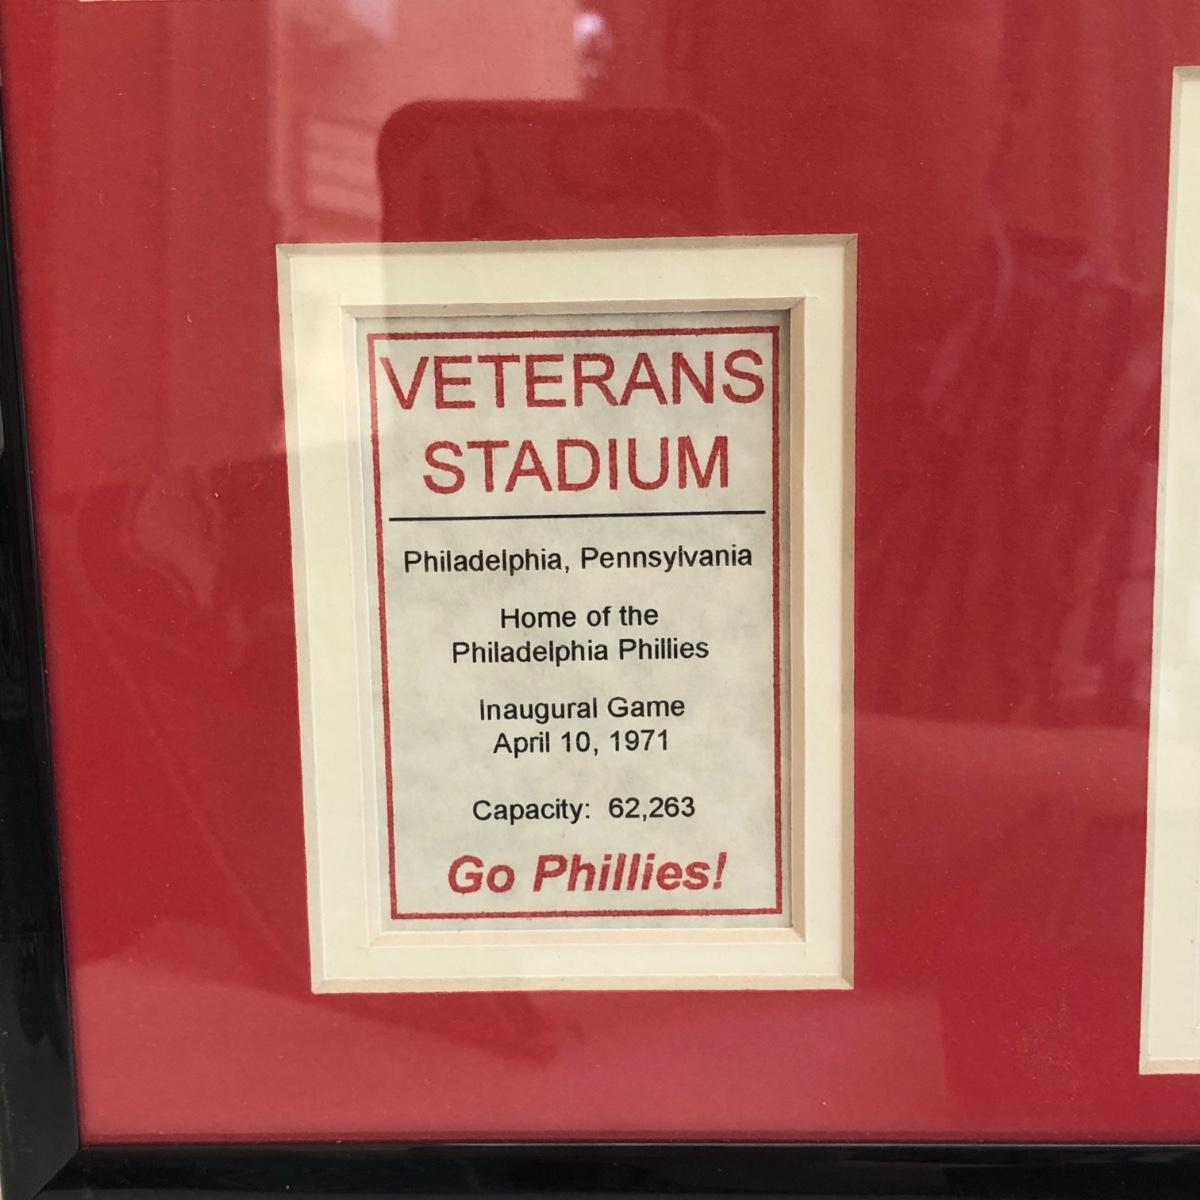 VETERANS
STADIUM
Philadelphia, Pennsylvania
Home of the
Philadelphia Phillies
Inaugural Game
April 10, 1971
Capacity: 62,263
Go Phillies!